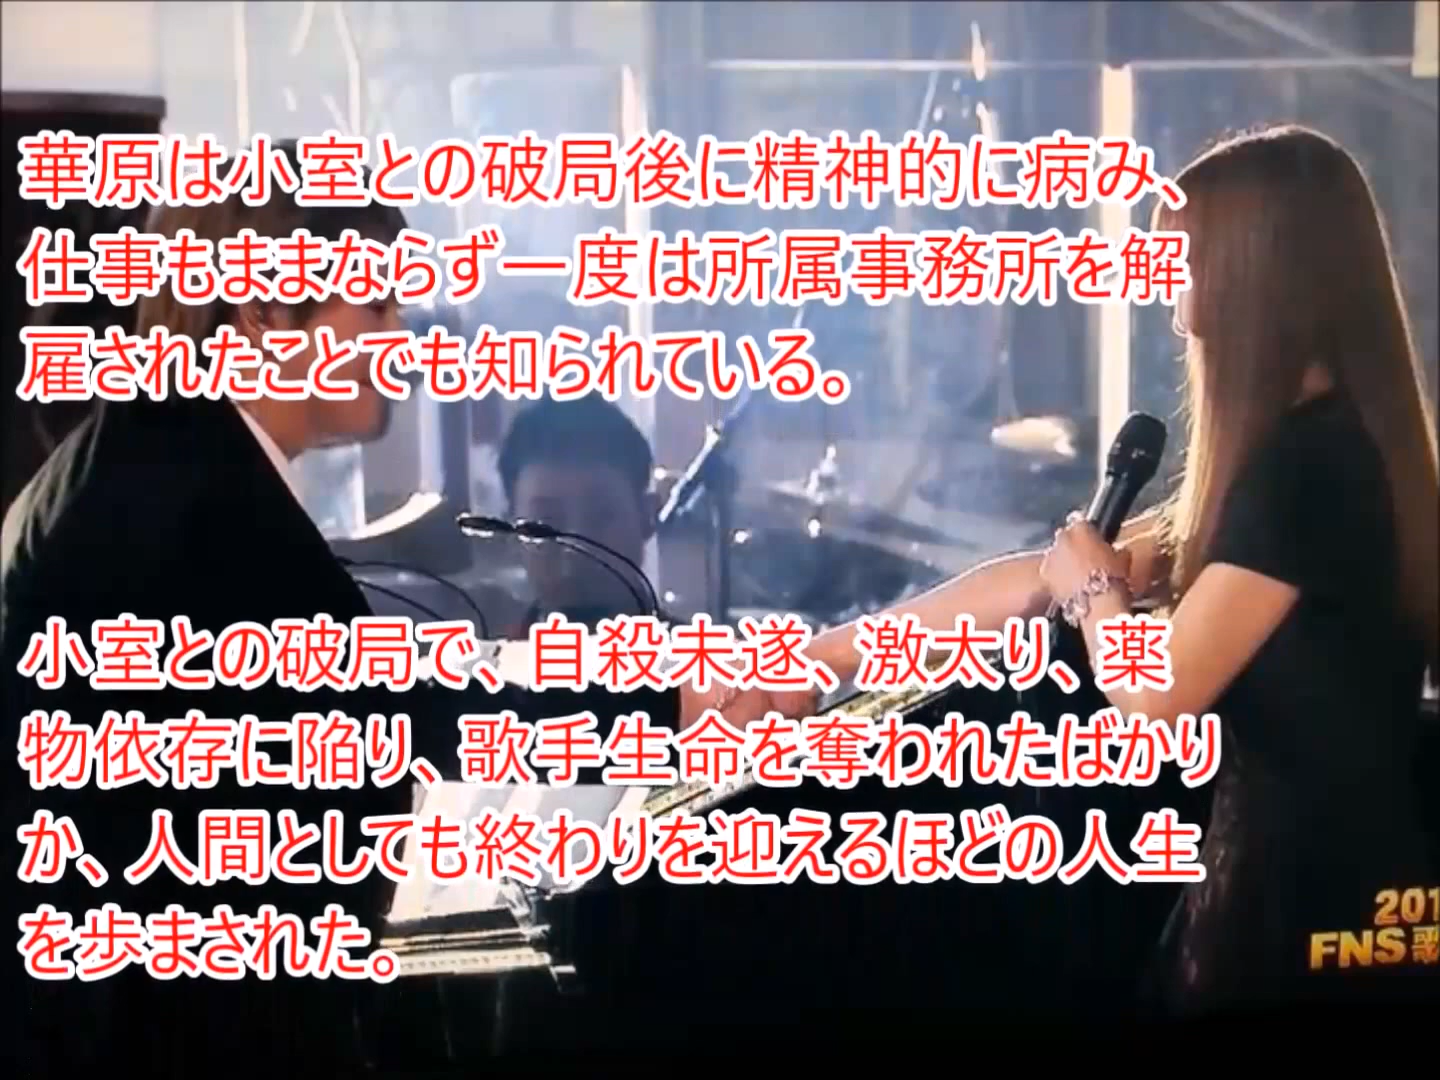 華原は小室との破局後に精神的に病み、
仕事もままならず一度は所属事務所を解
雇されたことでも知られている。
小室との破局で、自殺未遂、激太り、薬
物依存に陥り、歌手生命を奪われたばかり
か、人間としても終わりを迎えるほどの人生
を歩まされた。
201
FNS歌